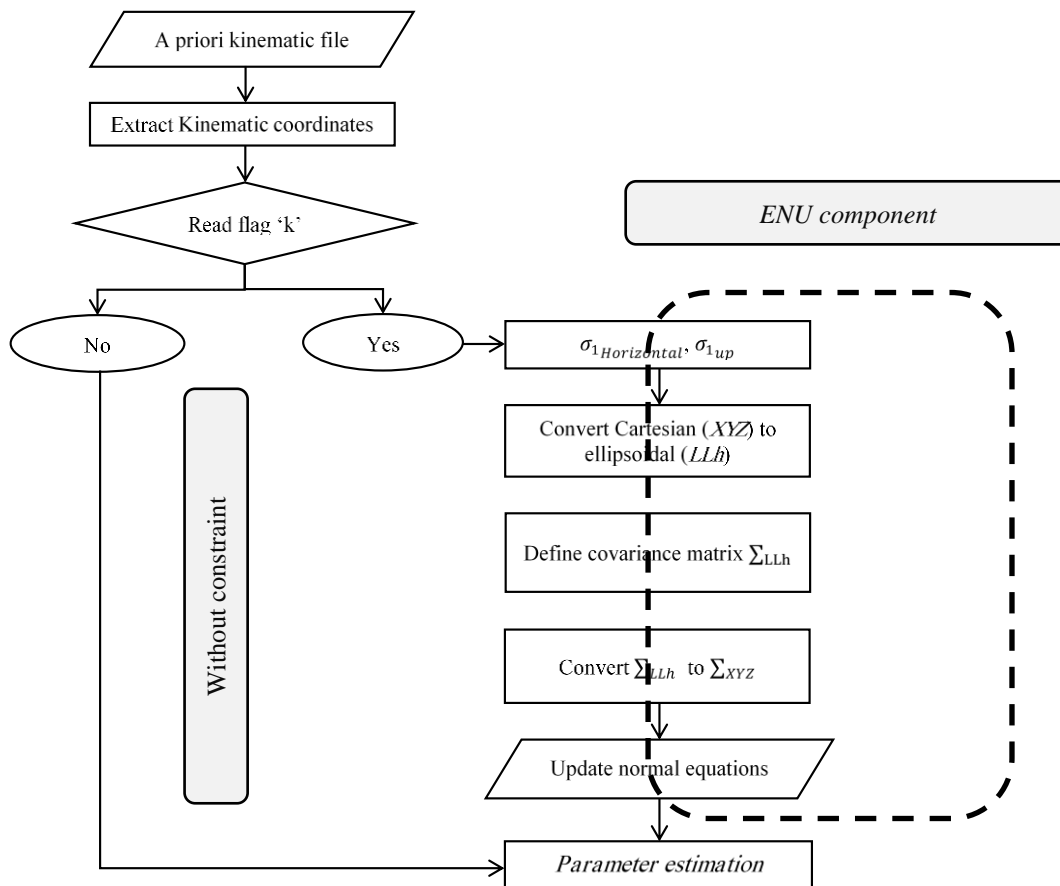 A priori kinematic file
Extract Kinematic coordinates
Read flag ‘k’
ENU component
No
Yes
σ₁Horizontal, σ₁up
Convert Cartesian (XYZ) to
ellipsoidal (LLh)
Without constraint
Define covariance matrix ∑LLh
Convert ∑LLh to ∑XYZ
Update normal equations
Parameter estimation